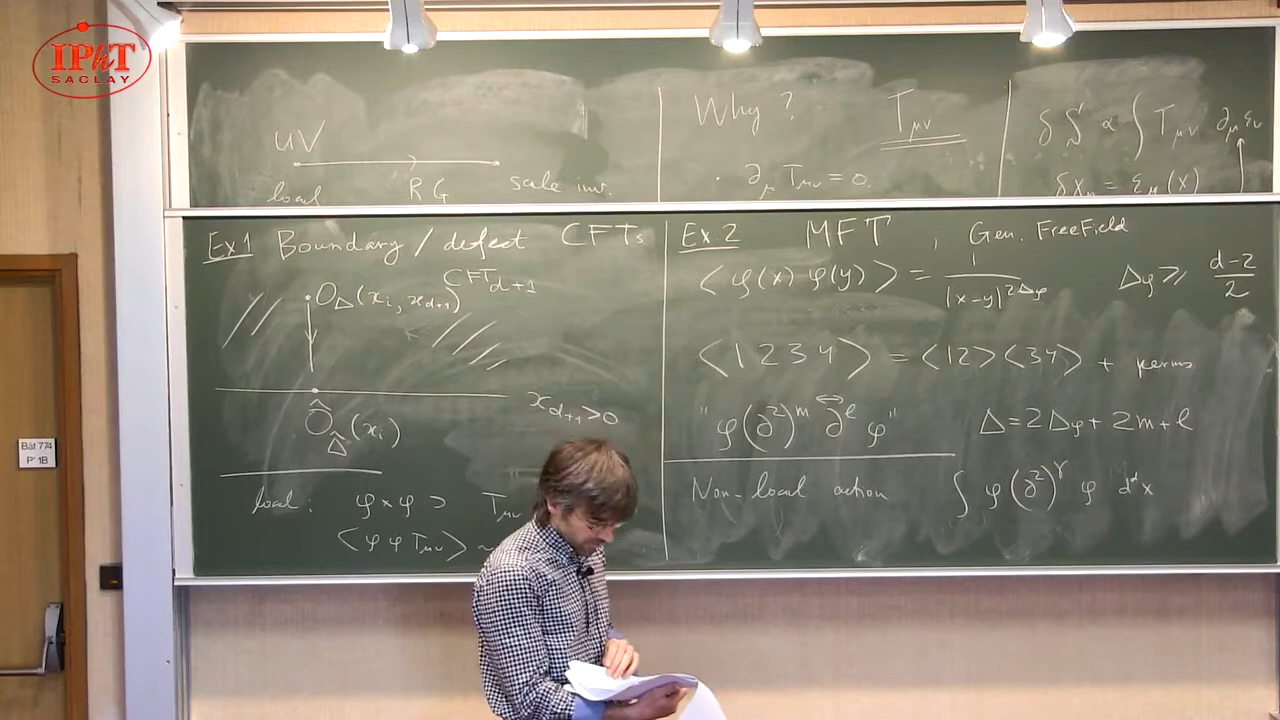 IPhT
SACLAY
UV
local RG scale inv.
Why? T_μν
· ∂_μ T_μν = 0.
δS ∝ ∫ T_μν ∂_μ ε_ν
δx_μ = ε_μ(x)
Ex1 Boundary / defect CFTs
CFT_{d+1}
O_Δ(x_i, x_{d+1})
x_{d+1} > 0
Ô_Δ̂(x_i)
local: φ × φ ⊃ T_μν
⟨φ φ T_μν⟩ ~
Ex.2 MFT, Gen. Free Field
⟨φ(x) φ(y)⟩ = 1 / |x-y|^{2Δ_φ} Δ_φ ⩾ (d-2)/2
⟨1 2 3 4⟩ = ⟨12⟩⟨34⟩ + perms
"φ(∂²)^m ∂↔^ℓ φ" Δ = 2Δ_φ + 2m + ℓ
Non-local action ∫ φ(∂²)^γ φ d^d x
Bât 774
P 1B